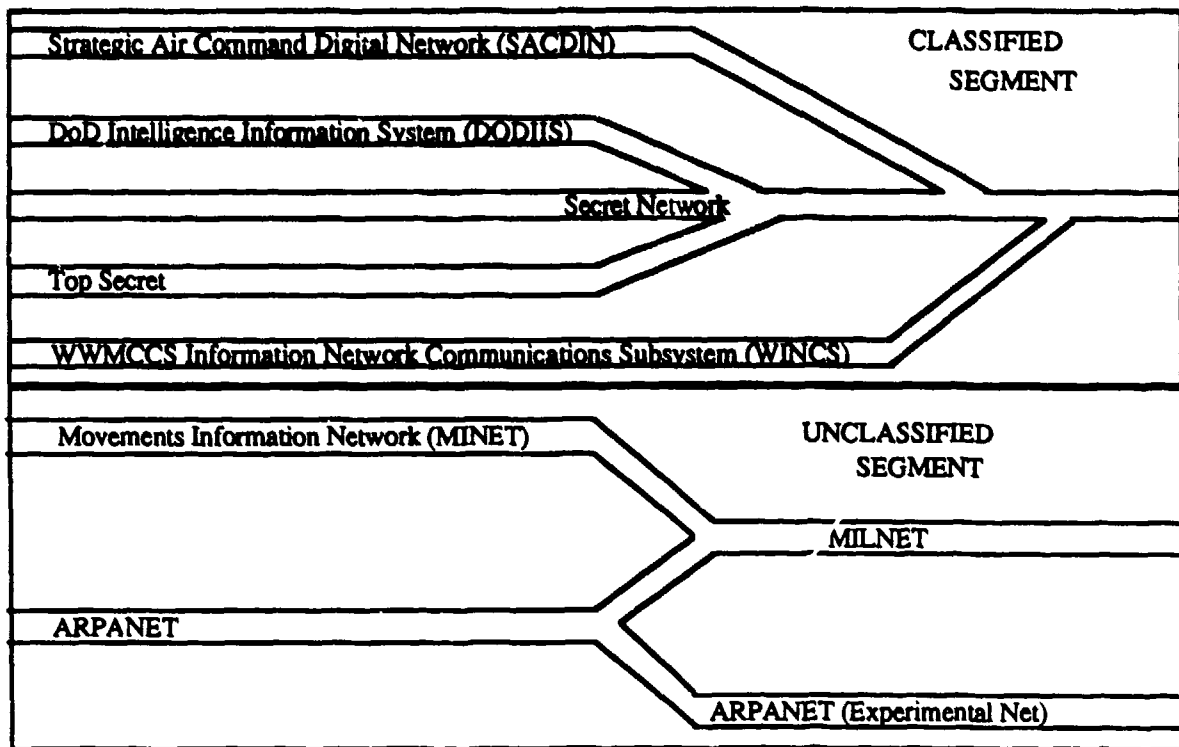 Strategic Air Command Digital Network (SACDIN)
CLASSIFIED
SEGMENT
DoD Intelligence Information System (DODIIS)
Secret Network
Top Secret
WWMCCS Information Network Communications Subsystem (WINCS)
Movements Information Network (MINET)
UNCLASSIFIED
SEGMENT
MILNET
ARPANET
ARPANET (Experimental Net)